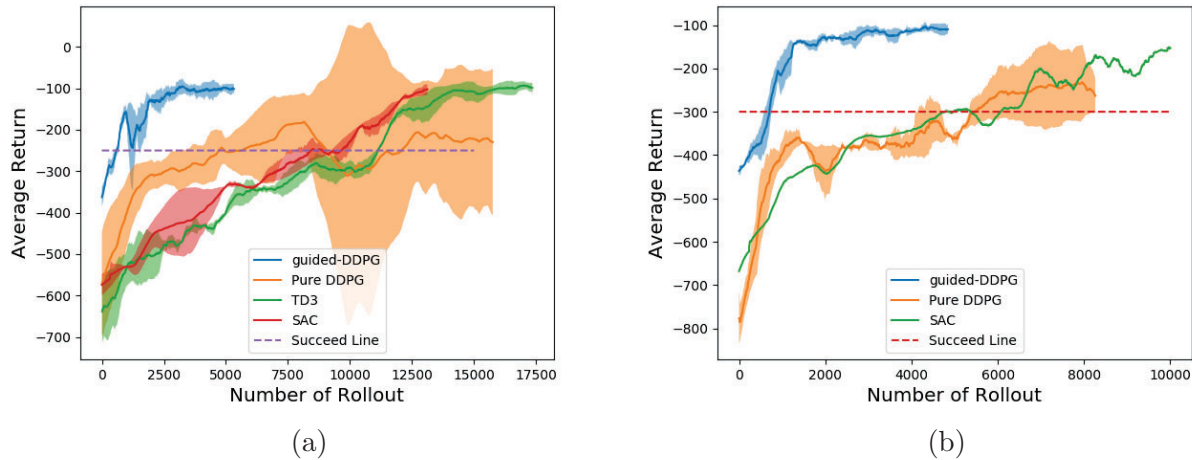 0
−100
−200
−300
−400
−500
−600
−700
Average Return
0 2500 5000 7500 10000 12500 15000 17500
Number of Rollout
guided-DDPG
Pure DDPG
TD3
SAC
Succeed Line
(a)
−100
−200
−300
−400
−500
−600
−700
−800
Average Return
0 2000 4000 6000 8000 10000
Number of Rollout
guided-DDPG
Pure DDPG
SAC
Succeed Line
(b)